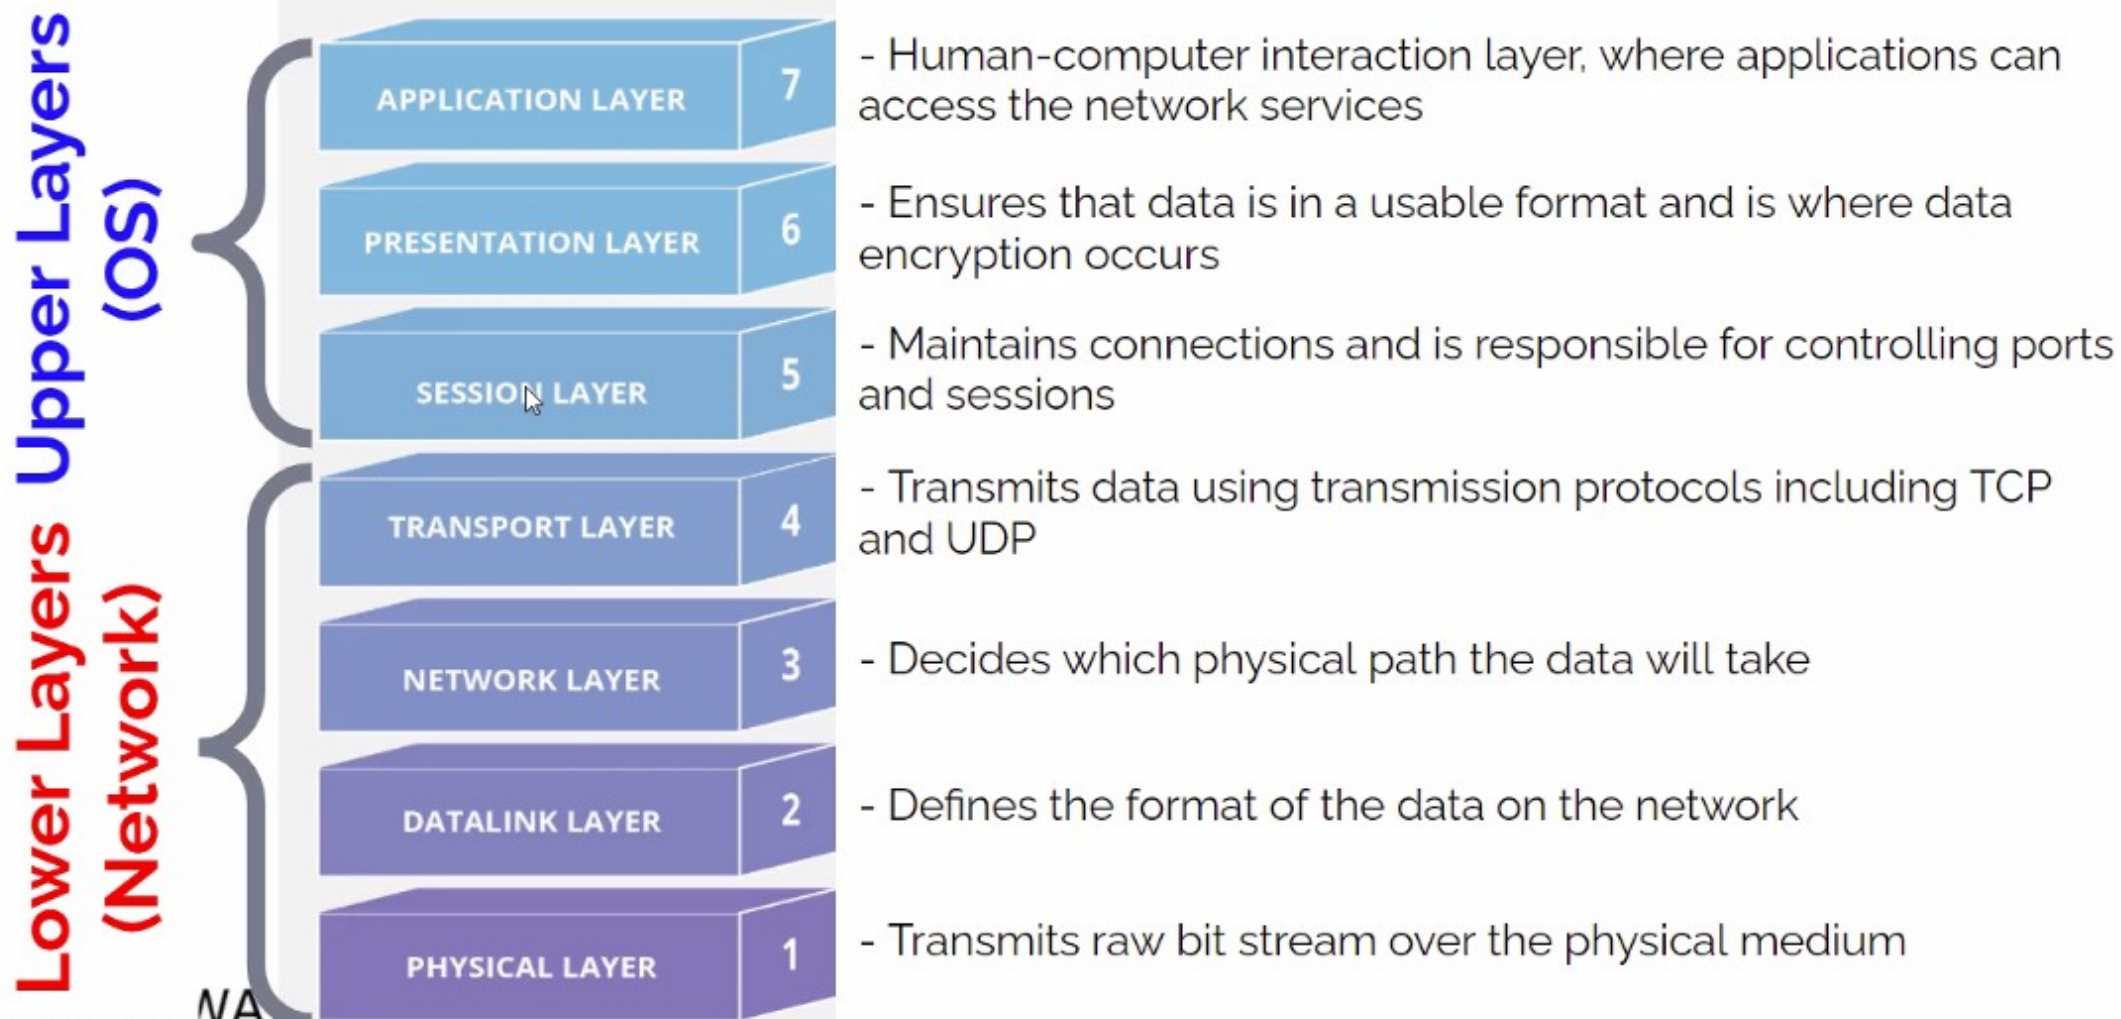 Upper Layers
(OS)
Lower Layers
(Network)
APPLICATION LAYER
7
- Human-computer interaction layer, where applications can
access the network services
PRESENTATION LAYER
6
- Ensures that data is in a usable format and is where data
encryption occurs
SESSION LAYER
5
- Maintains connections and is responsible for controlling ports
and sessions
TRANSPORT LAYER
4
- Transmits data using transmission protocols including TCP
and UDP
NETWORK LAYER
3
- Decides which physical path the data will take
DATALINK LAYER
2
- Defines the format of the data on the network
PHYSICAL LAYER
1
- Transmits raw bit stream over the physical medium